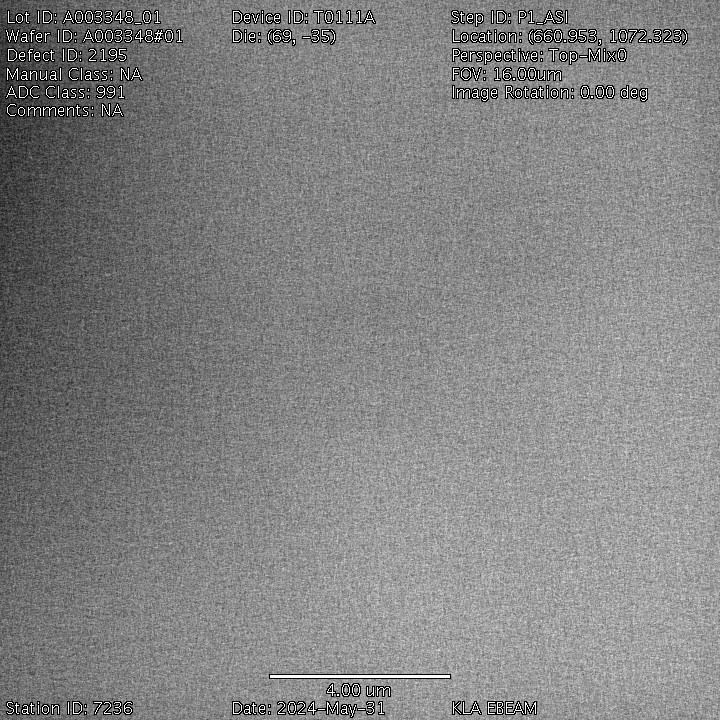 Lot ID: A003348_01 Device ID: T0111A Step ID: P1_ASI
Wafer ID: A003348#01 Die: (69, -35) Location: (660.953, 1072.323)
Defect ID: 2195 Perspective: Top-Mix0
Manual Class: NA FOV: 16.00um
ADC Class: 991 Image Rotation: 0.00 deg
Comments: NA
4.00 um
Station ID: 7236 Date: 2024-May-31 KLA EBEAM